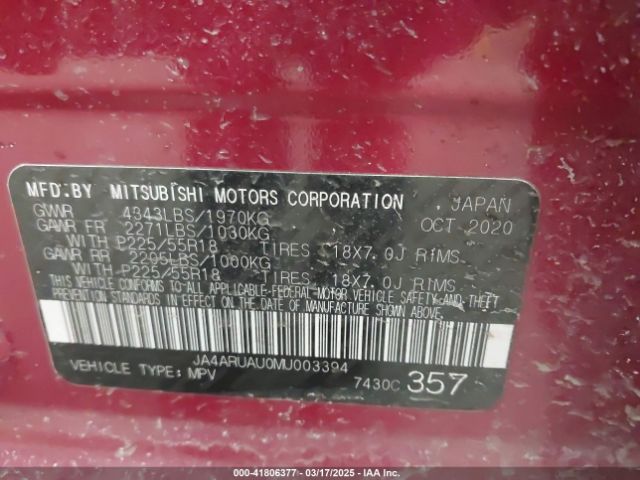 MFD.BY MITSUBISHI MOTORS CORPORATION JAPAN
GVWR 4343LBS/1970KG OCT 2020
GAWR FR 2271LBS/1030KG
WITH P225/55R18 TIRES 18X7.0J RIMS
GAWR RR 2205LBS/1000KG
WITH P225/55R18 TIRES 18X7.0J RIMS
THIS VEHICLE CONFORMS TO ALL APPLICABLE FEDERAL MOTOR VEHICLE SAFETY AND THEFT
PREVENTION STANDARDS IN EFFECT ON THE DATE OF MANUFACTURE SHOWN ABOVE.
JA4ARUAU0MU003394
VEHICLE TYPE: MPV 7430C 357
000-41806377 - 03/17/2025 - IAA Inc.